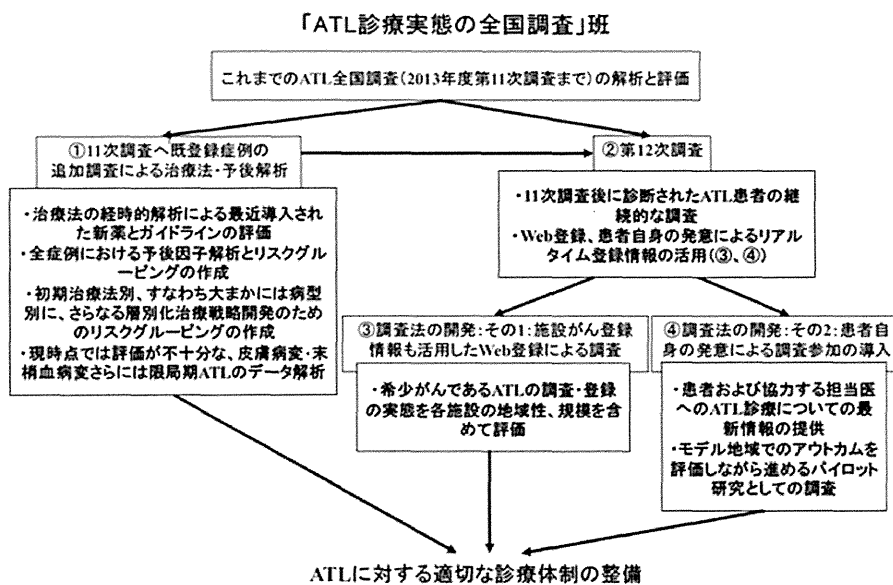 「ATL診療実態の全国調査」班
これまでのATL全国調査(2013年度第11次調査まで)の解析と評価
①11次調査へ既登録症例の
追加調査による治療法・予後解析
・治療法の経時的解析による最近導入され
た新薬とガイドラインの評価
・全症例における予後因子解析とリスクグル
ーピングの作成
・初期治療法別、すなわち大まかには病型
別に、さらなる層別化治療戦略開発のため
のリスクグルーピングの作成
・現時点では評価が不十分な、皮膚病変・末
梢血病変さらには限局期ATLのデータ解析
②第12次調査
・11次調査後に診断されたATL患者の継
続的な調査
・Web登録、患者自身の発意によるリアル
タイム登録情報の活用(③、④)
③調査法の開発:その1:施設がん登録
情報も活用したWeb登録による調査
・希少がんであるATLの調査・登録
の実態を各施設の地域性、規模を含
めて評価
④調査法の開発:その2:患者自
身の発意による調査参加の導入
・患者および協力する担当医
へのATL診療についての最
新情報の提供
・モデル地域でのアウトカムを
評価しながら進めるパイロット
研究としての調査
ATLに対する適切な診療体制の整備